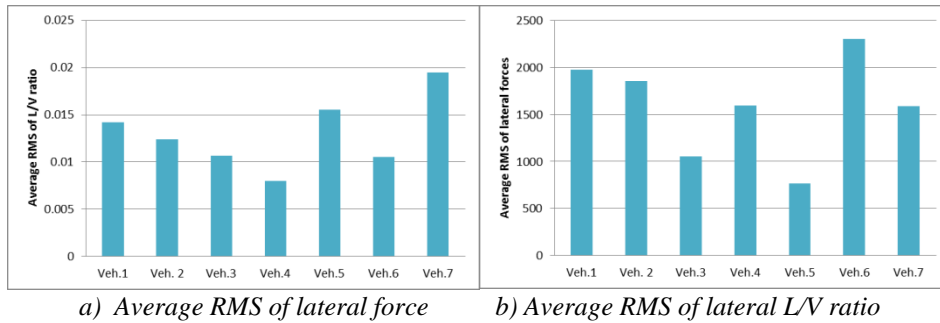 0.025
0.02
0.015
0.01
0.005
0
Average RMS of L/V ratio
Veh.1 Veh. 2 Veh.3 Veh.4 Veh.5 Veh.6 Veh.7
2500
2000
1500
1000
500
0
Average RMS of lateral forces
Veh.1 Veh. 2 Veh.3 Veh.4 Veh.5 Veh.6 Veh.7
a) Average RMS of lateral force
b) Average RMS of lateral L/V ratio